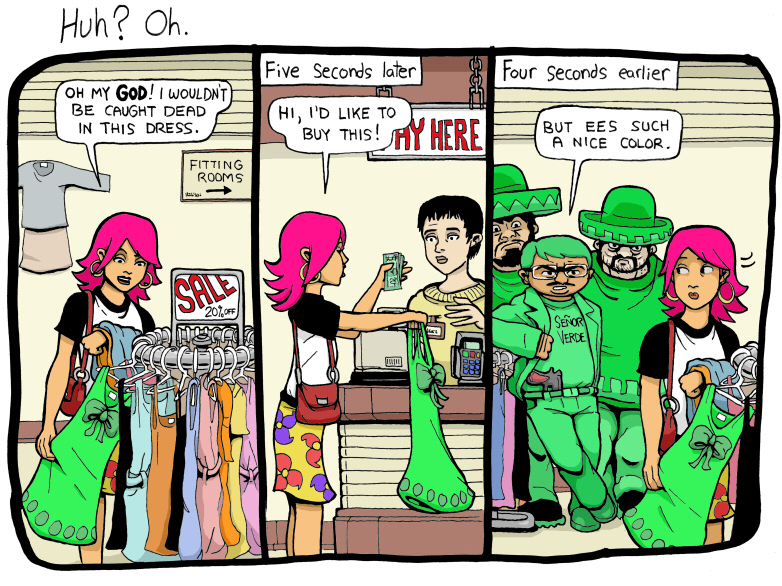 Huh? Oh.
OH MY GOD! I WOULDN'T
BE CAUGHT DEAD
IN THIS DRESS.
FITTING
ROOMS
SALE
20% OFF
Five Seconds later
HI, I'D LIKE TO
BUY THIS!
AY HERE
Four Seconds earlier
BUT EES SUCH
A NICE COLOR.
SEÑOR
VERDE